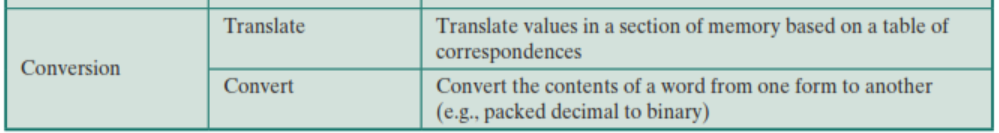 Translate
Translate values in a section of memory based on a table of
correspondences
Conversion
Convert
Convert the contents of a word from one form to another
(e.g., packed decimal to binary)